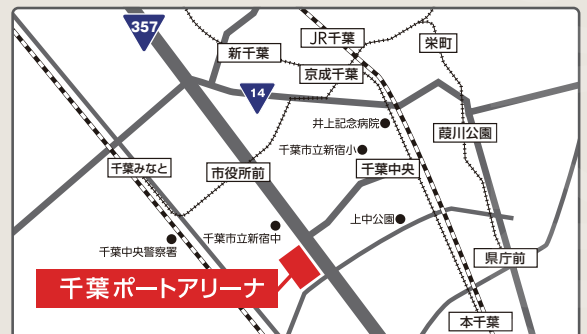 357
JR千葉
栄町
新千葉
京成千葉
14
井上記念病院
葭川公園
千葉市立新宿小
千葉みなと
市役所前
千葉中央
上中公園
千葉市立新宿中
千葉中央警察署
県庁前
千葉ポートアリーナ
本千葉